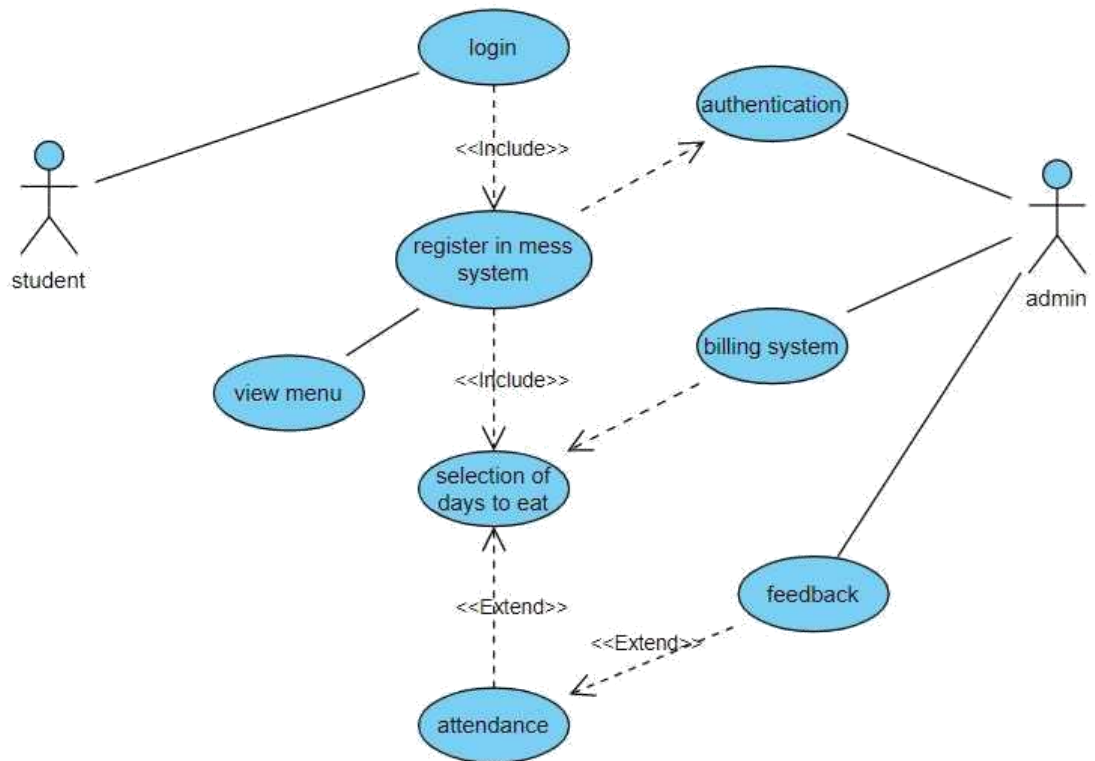 login
authentication
<<Include>>
student
register in mess
system
admin
billing system
view menu
<<Include>>
selection of
days to eat
feedback
<<Extend>>
<<Extend>>
attendance